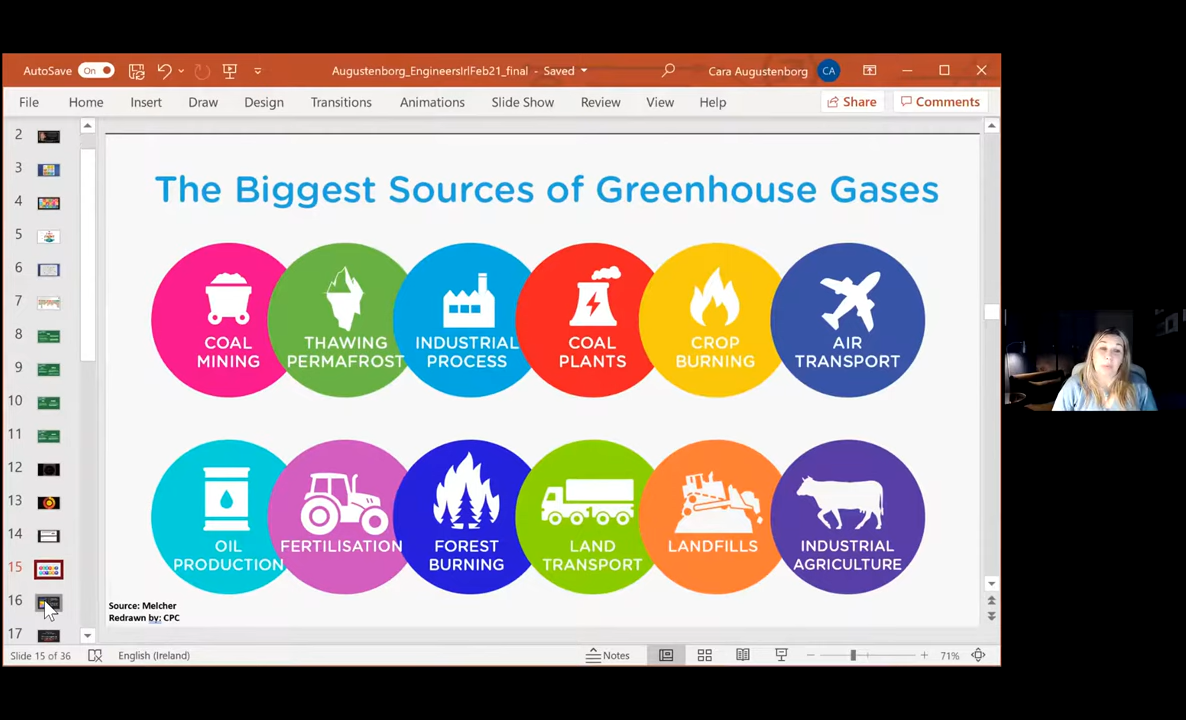 AutoSave On Augustenborg_EngineersIrlFeb21_final - Saved Cara Augustenborg CA
File Home Insert Draw Design Transitions Animations Slide Show Review View Help Share Comments
2
3
4
5
6
7
8
9
10
11
12
13
14
15
16
17
The Biggest Sources of Greenhouse Gases
COAL
MINING
THAWING
PERMAFROST
INDUSTRIAL
PROCESS
COAL
PLANTS
CROP
BURNING
AIR
TRANSPORT
OIL
PRODUCTION
FERTILISATION
FOREST
BURNING
LAND
TRANSPORT
LANDFILLS
INDUSTRIAL
AGRICULTURE
Source: Melcher
Redrawn by: CPC
Slide 15 of 36 English (Ireland) Notes 71%